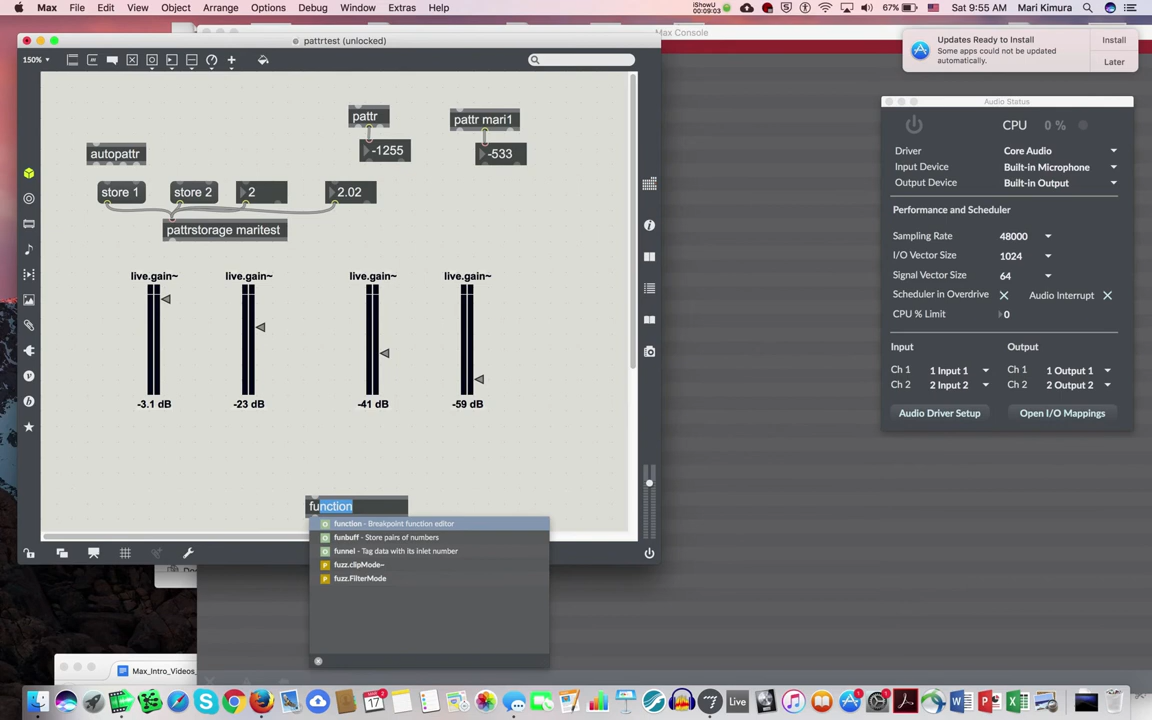 Max File Edit View Object Arrange Options Debug Window Extras Help
iShowU
00:09:03
67% Sat 9:55 AM Mari Kimura
pattrtest (unlocked)
Max Console
150%
Updates Ready to Install
Some apps could not be updated
automatically.
Install
Later
pattr
-1255
pattr mari1
-533
autopattr
store 1
store 2
2
2.02
pattrstorage maritest
live.gain~ live.gain~ live.gain~ live.gain~
-3.1 dB -23 dB -41 dB -59 dB
function
function - Breakpoint function editor
funbuff - Store pairs of numbers
funnel - Tag data with its inlet number
fuzz.clipMode~
fuzz.FilterMode
Audio Status
CPU 0 %
Driver Core Audio
Input Device Built-in Microphone
Output Device Built-in Output
Performance and Scheduler
Sampling Rate 48000
I/O Vector Size 1024
Signal Vector Size 64
Scheduler in Overdrive Audio Interrupt
CPU % Limit 0
Input Output
Ch 1 1 Input 1 Ch 1 1 Output 1
Ch 2 2 Input 2 Ch 2 2 Output 2
Audio Driver Setup Open I/O Mappings
Max_Intro_Videos
MAR
17
Live